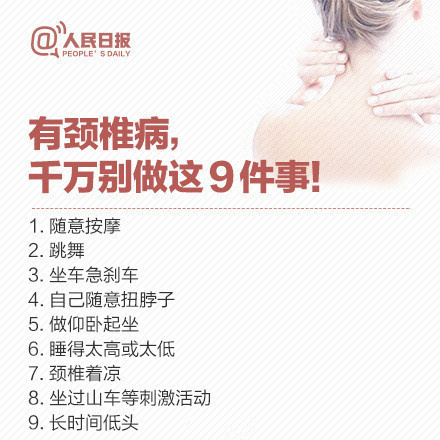 @人民日报
PEOPLE'S DAILY
有颈椎病，
千万别做这9件事！
1. 随意按摩
2. 跳舞
3. 坐车急刹车
4. 自己随意扭脖子
5. 做仰卧起坐
6. 睡得太高或太低
7. 颈椎着凉
8. 坐过山车等刺激活动
9. 长时间低头